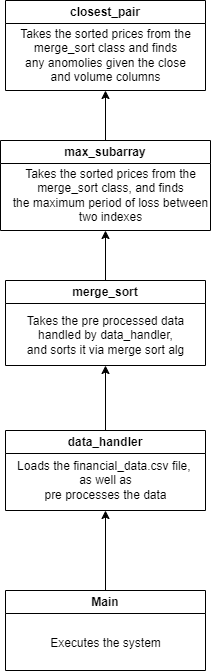 closest_pair
Takes the sorted prices from the
merge_sort class and finds
any anomolies given the close
and volume columns
max_subarray
Takes the sorted prices from the
merge_sort class, and finds
the maximum period of loss between
two indexes
merge_sort
Takes the pre processed data
handled by data_handler,
and sorts it via merge sort alg
data_handler
Loads the financial_data.csv file,
as well as
pre processes the data
Main
Executes the system